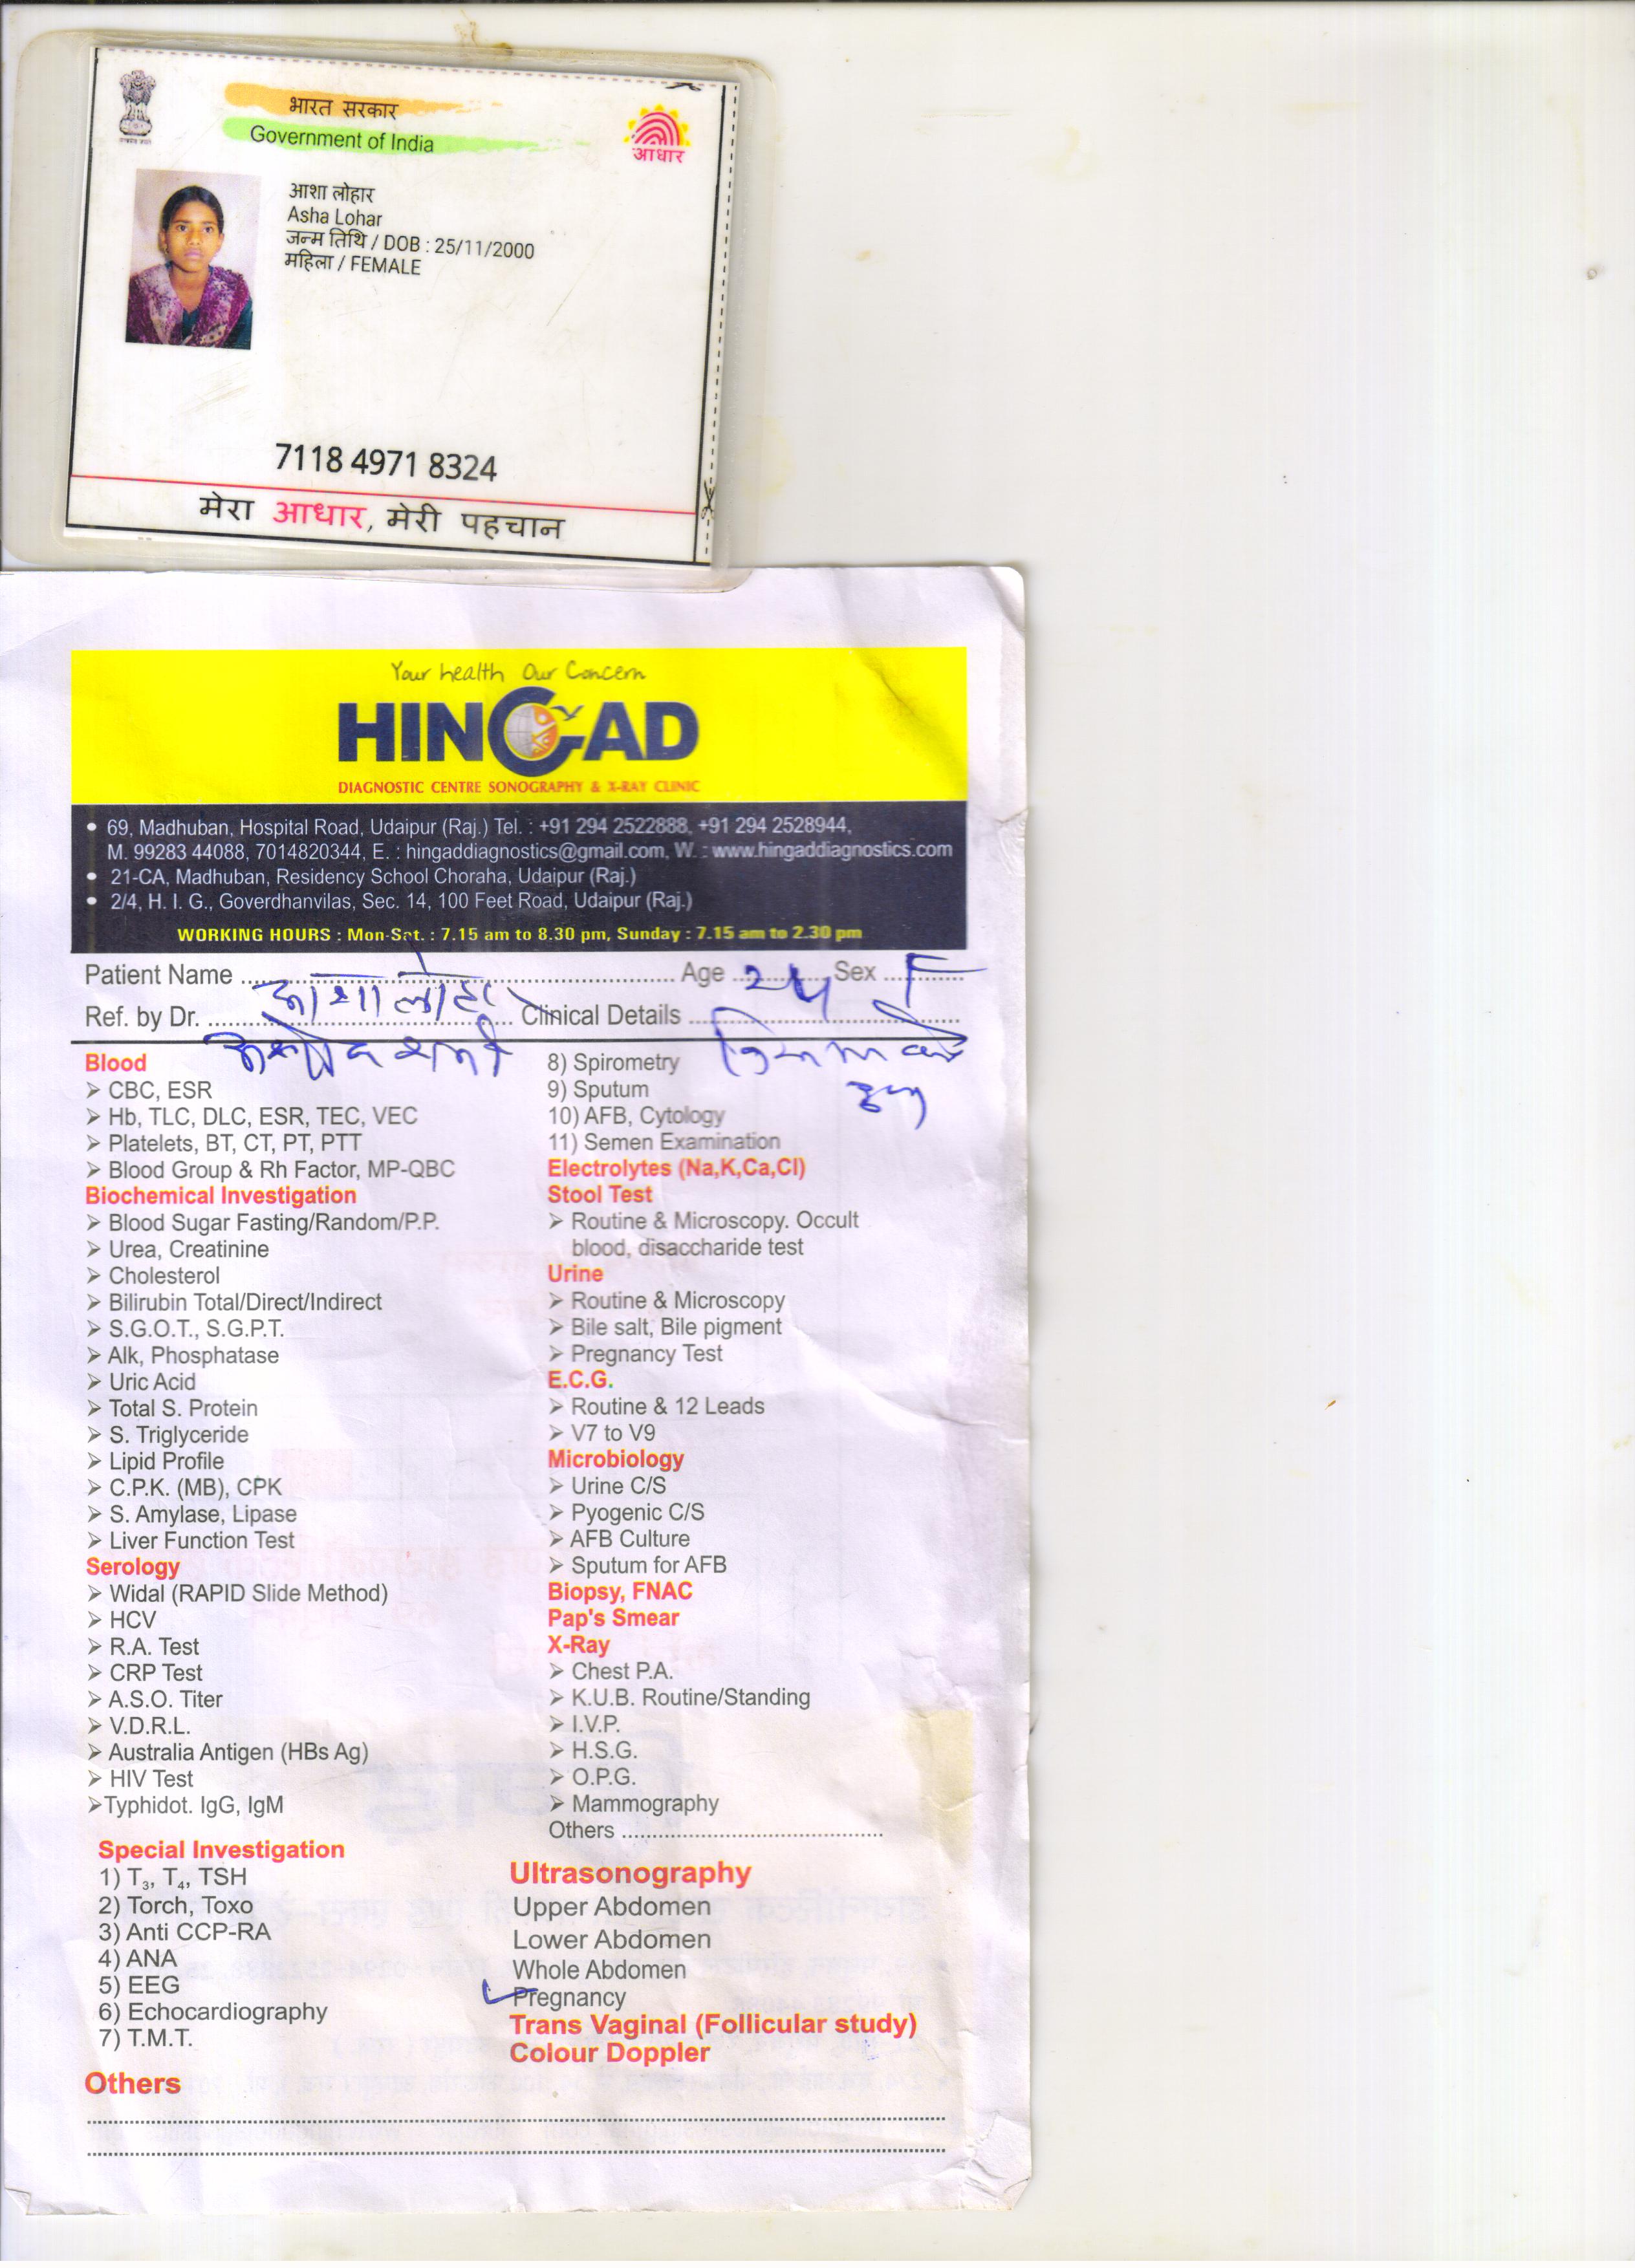 भारत सरकार
Government of India
आधार
आशा लोहार
Asha Lohar
जन्म तिथि / DOB : 25/11/2000
महिला / FEMALE
7118 4971 8324
मेरा आधार, मेरी पहचान
Your health Our Concern
HINGAD
DIAGNOSTIC CENTRE SONOGRAPHY & X-RAY CLINIC
• 69, Madhuban, Hospital Road, Udaipur (Raj.) Tel. : +91 294 2522888, +91 294 2528944,
M. 99283 44088, 7014820344, E. : hingaddiagnostics@gmail.com, W. : www.hingaddiagnostics.com
• 21-CA, Madhuban, Residency School Choraha, Udaipur (Raj.)
• 2/4, H. I. G., Goverdhanvilas, Sec. 14, 100 Feet Road, Udaipur (Raj.)
WORKING HOURS : Mon-Sat. : 7.15 am to 8.30 pm, Sunday : 7.15 am to 2.30 pm
Patient Name आशा लोहार Age 24 Sex F
Ref. by Dr. Clinical Details
Blood
➢ CBC, ESR
➢ Hb, TLC, DLC, ESR, TEC, VEC
➢ Platelets, BT, CT, PT, PTT
➢ Blood Group & Rh Factor, MP-QBC
Biochemical Investigation
➢ Blood Sugar Fasting/Random/P.P.
➢ Urea, Creatinine
➢ Cholesterol
➢ Bilirubin Total/Direct/Indirect
➢ S.G.O.T., S.G.P.T.
➢ Alk, Phosphatase
➢ Uric Acid
➢ Total S. Protein
➢ S. Triglyceride
➢ Lipid Profile
➢ C.P.K. (MB), CPK
➢ S. Amylase, Lipase
➢ Liver Function Test
Serology
➢ Widal (RAPID Slide Method)
➢ HCV
➢ R.A. Test
➢ CRP Test
➢ A.S.O. Titer
➢ V.D.R.L.
➢ Australia Antigen (HBs Ag)
➢ HIV Test
➢Typhidot. IgG, IgM
Special Investigation
1) T3, T4, TSH
2) Torch, Toxo
3) Anti CCP-RA
4) ANA
5) EEG
6) Echocardiography
7) T.M.T.
8) Spirometry
9) Sputum
10) AFB, Cytology
11) Semen Examination
Electrolytes (Na,K,Ca,Cl)
Stool Test
➢ Routine & Microscopy. Occult
blood, disaccharide test
Urine
➢ Routine & Microscopy
➢ Bile salt, Bile pigment
➢ Pregnancy Test
E.C.G.
➢ Routine & 12 Leads
➢ V7 to V9
Microbiology
➢ Urine C/S
➢ Pyogenic C/S
➢ AFB Culture
➢ Sputum for AFB
Biopsy, FNAC
Pap's Smear
X-Ray
➢ Chest P.A.
➢ K.U.B. Routine/Standing
➢ I.V.P.
➢ H.S.G.
➢ O.P.G.
➢ Mammography
Others
Ultrasonography
Upper Abdomen
Lower Abdomen
Whole Abdomen
✓ Pregnancy
Trans Vaginal (Follicular study)
Colour Doppler
Others